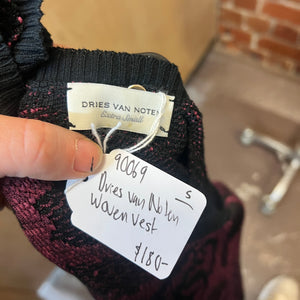 DRIES VAN NOTEN
Extra Small
90069
S
Dries Van Noten
Woven Vest
$180-